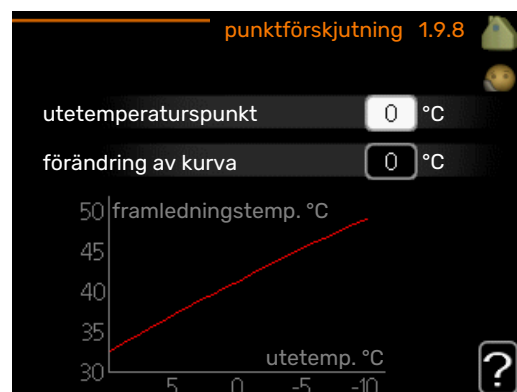 punktförskjutning 1.9.8
utetemperaturspunkt 0 °C
förändring av kurva 0 °C
50 framledningstemp. °C
45
40
35
utetemp. °C
30
5 0 -5 -10
?